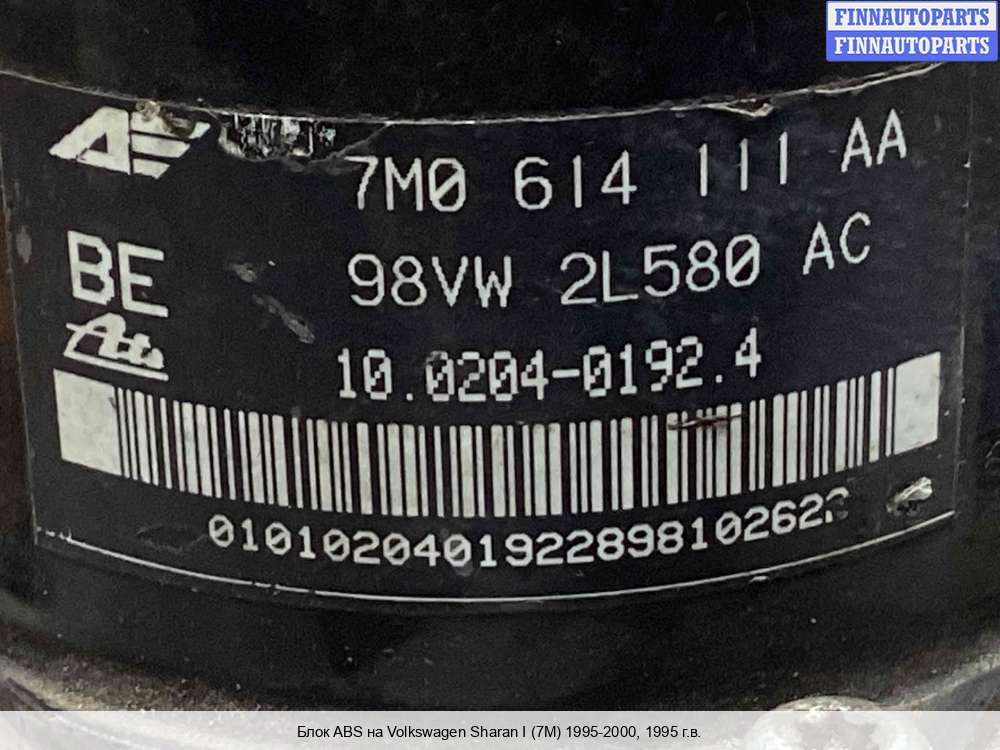 FINNAUTOPARTS
FINNAUTOPARTS
7M0 614 111 AA
BE
98VW 2L580 AC
Ate
10.0204-0192.4
Блок ABS на Volkswagen Sharan I (7M) 1995-2000, 1995 г.в.